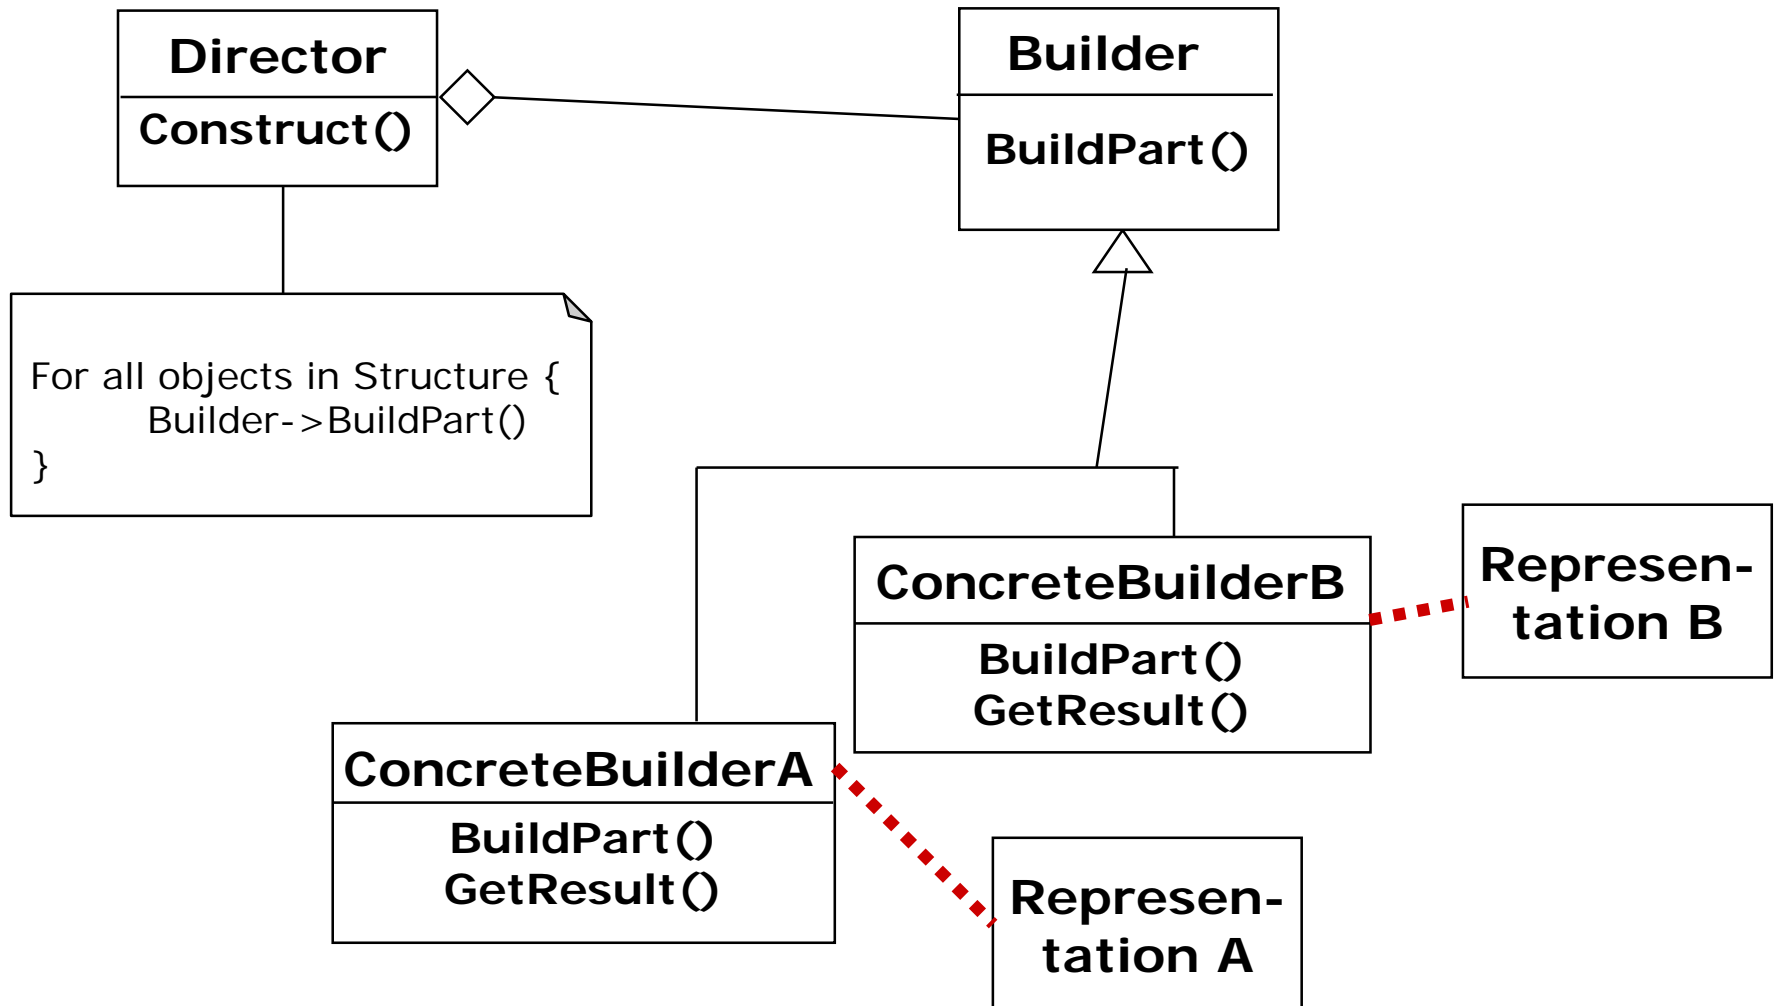 Director
Construct()
Builder
BuildPart()
For all objects in Structure {
Builder->BuildPart()
}
ConcreteBuilderB
BuildPart()
GetResult()
Represen-
tation B
ConcreteBuilderA
BuildPart()
GetResult()
Represen-
tation A